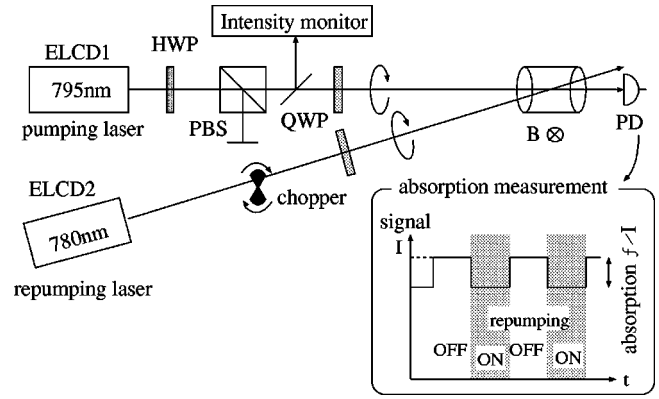 Intensity monitor
ELCD1
HWP
795nm
pumping laser
PBS
QWP
B ⊗
PD
ELCD2
chopper
780nm
repumping laser
absorption measurement
signal
I
absorption f/I
repumping
OFF
ON
OFF
ON
t